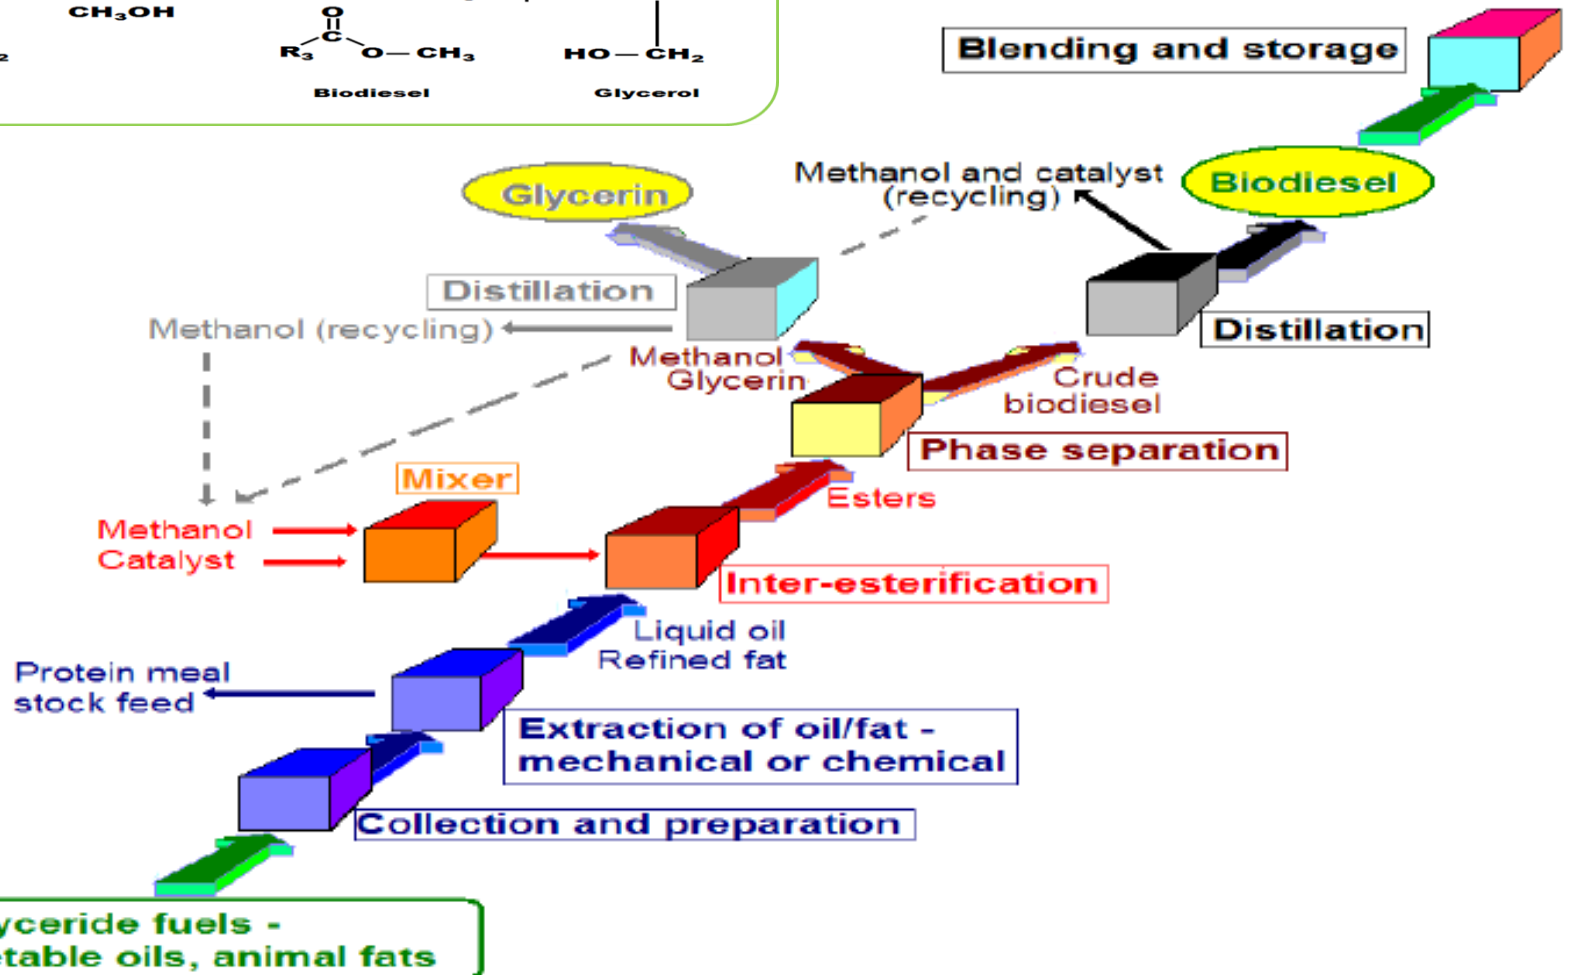 CH₃OH
O
C
R₃
O—CH₃
HO—CH₂
₂
Biodiesel
Glycerol
Blending and storage
Methanol and catalyst
(recycling)
Biodiesel
Glycerin
Distillation
Methanol (recycling)
Distillation
Methanol
Glycerin
Crude
biodiesel
Phase separation
Mixer
Esters
Methanol
Catalyst
Inter-esterification
Liquid oil
Refined fat
Protein meal
stock feed
Extraction of oil/fat -
mechanical or chemical
Collection and preparation
yceride fuels -
etable oils, animal fats